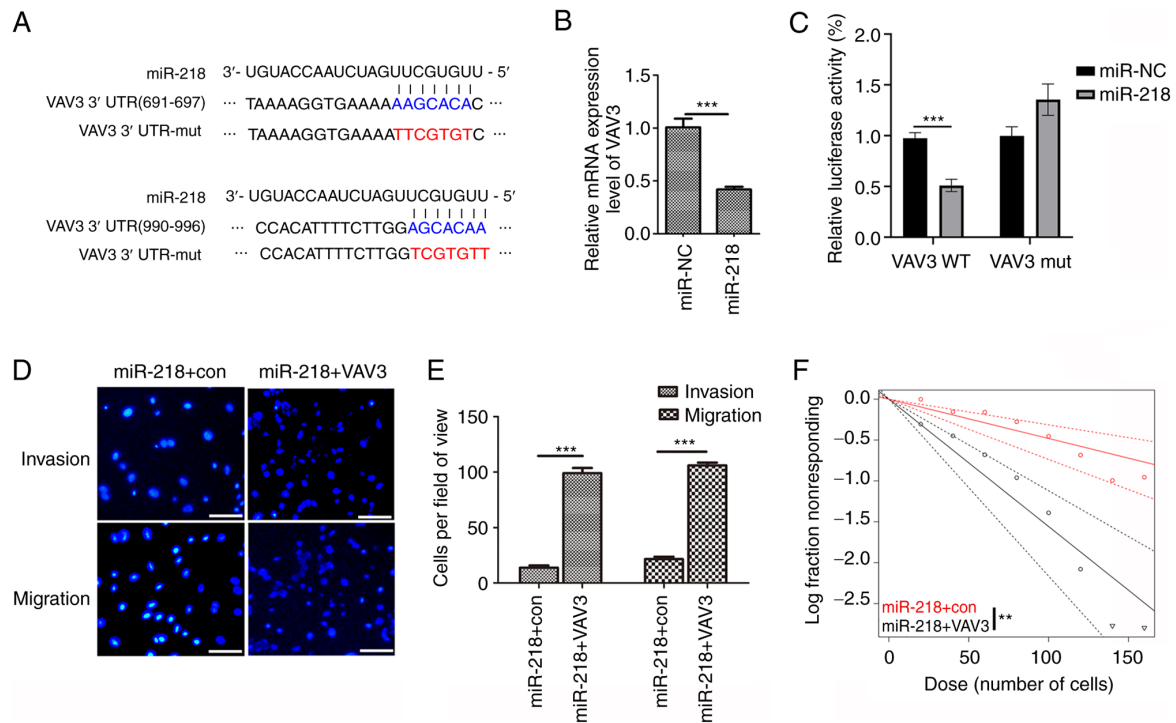 A
miR-218 3′- UGUACCAAUCUAGUUCGUGUU - 5′
VAV3 3′ UTR(691-697) ··· TAAAAGGTGAAAAAAGCACAC ···
VAV3 3′ UTR-mut ··· TAAAAGGTGAAAATTCGTGTC ···
miR-218 3′- UGUACCAAUCUAGUUCGUGUU - 5′
VAV3 3′ UTR(990-996) ··· CCACATTTTCTTGGAGCACAA ···
VAV3 3′ UTR-mut ··· CCACATTTTCTTGGTCGTGTT ···
B
Relative mRNA expression
level of VAV3
1.5
1.0
0.5
0.0
***
miR-NC
miR-218
C
Relative luciferase activity (%)
2.0
1.5
1.0
0.5
0.0
***
miR-NC
miR-218
VAV3 WT
VAV3 mut
D
miR-218+con
miR-218+VAV3
Invasion
Migration
E
Invasion
Migration
Cells per field of view
150
100
50
0
***
***
miR-218+con
miR-218+VAV3
miR-218+con
miR-218+VAV3
F
Log fraction nonresponding
0.0
−0.5
−1.0
−1.5
−2.0
−2.5
miR-218+con
miR-218+VAV3
**
0
50
100
150
Dose (number of cells)